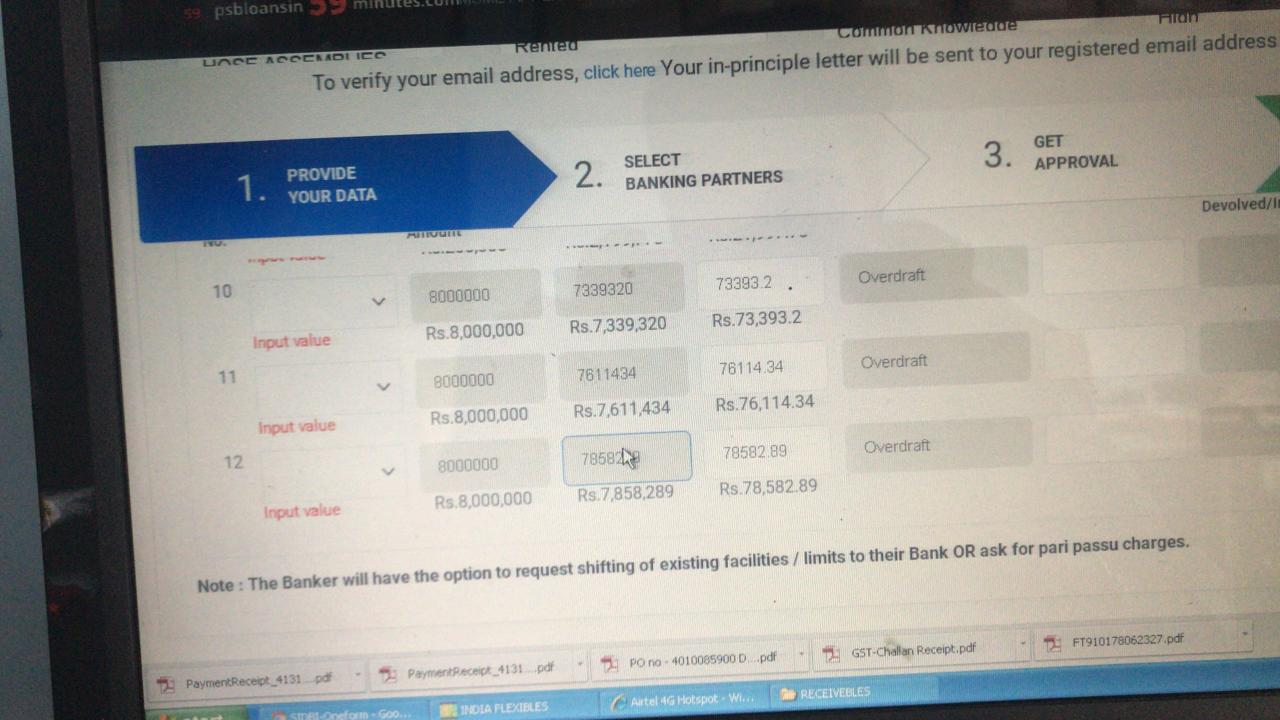 59 psbloansin 59 minutes.com
Rented
Common Knowledge
High
To verify your email address, click here Your in-principle letter will be sent to your registered email address
1. PROVIDE
YOUR DATA
2. SELECT
BANKING PARTNERS
3. GET
APPROVAL
No.
Amount
Devolved/I
10
8000000
7339320
73393.2
Overdraft
Input value
Rs.8,000,000
Rs.7,339,320
Rs.73,393.2
11
8000000
7611434
76114.34
Overdraft
Input value
Rs.8,000,000
Rs.7,611,434
Rs.76,114.34
12
8000000
78582
78582.89
Overdraft
Input value
Rs.8,000,000
Rs.7,858,289
Rs.78,582.89
Note : The Banker will have the option to request shifting of existing facilities / limits to their Bank OR ask for pari passu charges.
PaymentReceipt_4131....pdf
PaymentReceipt_4131....pdf
PO no - 4010085900 D....pdf
GST-Challan Receipt.pdf
FT910178062327.pdf
start
SIDBI-Oneform - Goo...
INDIA FLEXIBLES
Airtel 4G Hotspot - Wi...
RECEIVEBLES